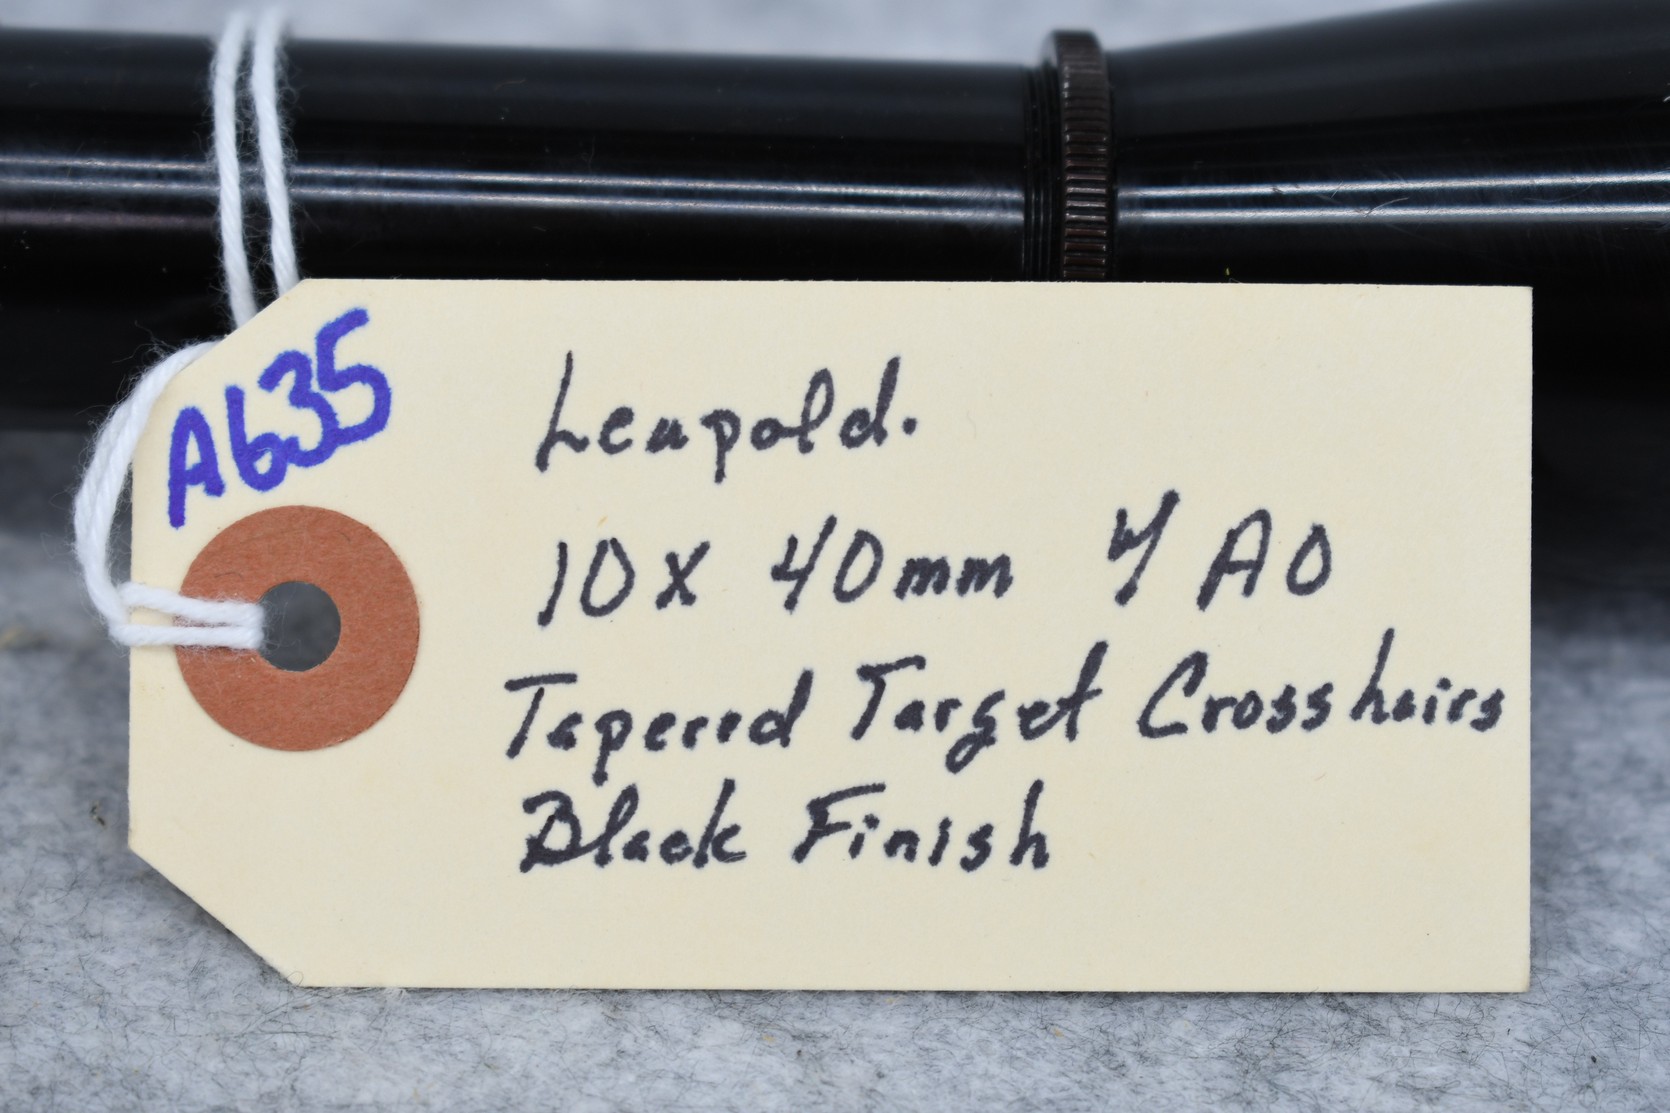 A635
Leupold.
10X 40mm w/ AO
Tapered Target Crosshairs
Black Finish